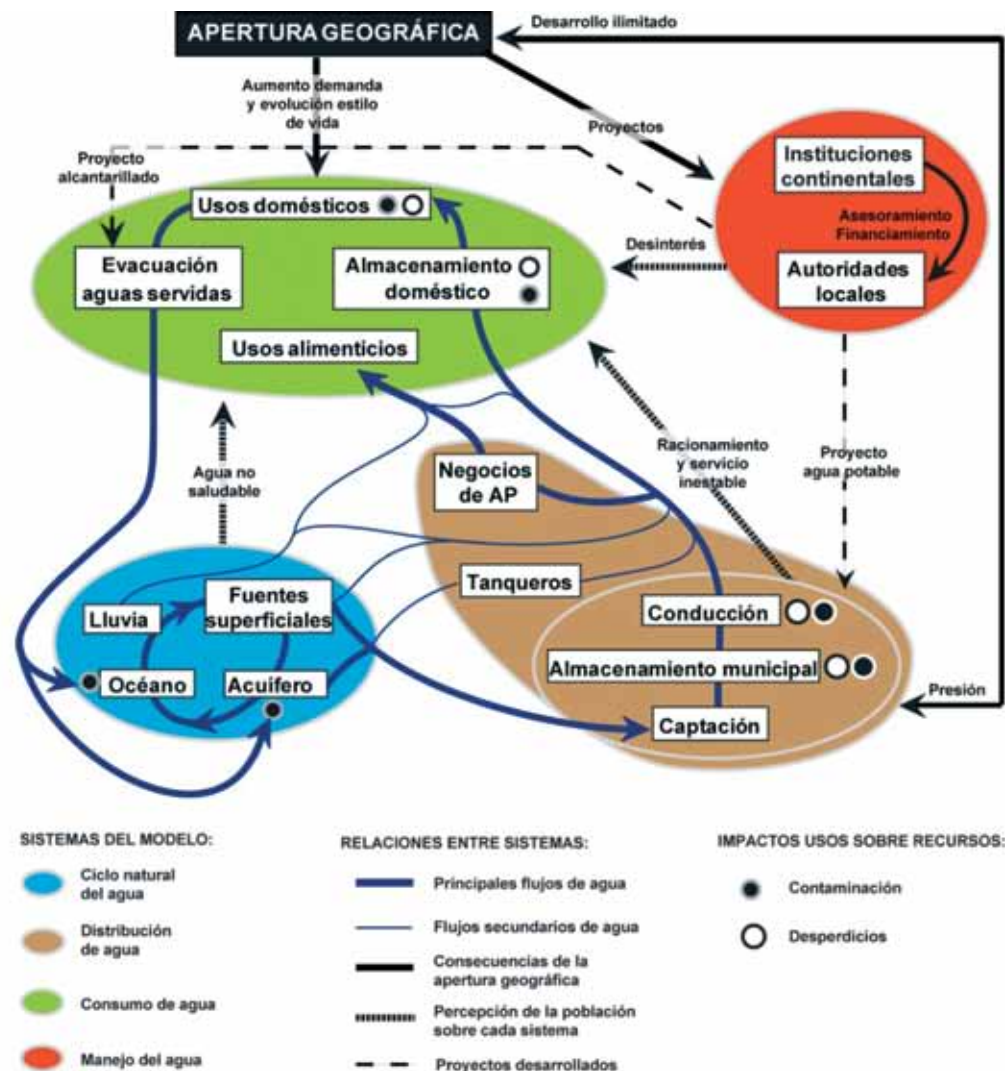 APERTURA GEOGRÁFICA
Desarrollo ilimitado
Aumento demanda
y evolución estilo
de vida
Proyectos
Proyecto
alcantarillado
Instituciones
continentales
Asesoramiento
Financiamiento
Autoridades
locales
Usos domésticos
Desinterés
Evacuación
aguas servidas
Almacenamiento
doméstico
Usos alimenticios
Agua no
saludable
Negocios
de AP
Racionamiento
y servicio
inestable
Proyecto
agua potable
Tanqueros
Lluvia
Fuentes
superficiales
Conducción
Océano
Acuífero
Almacenamiento municipal
Presión
Captación
SISTEMAS DEL MODELO:
Ciclo natural
del agua
Distribución
de agua
Consumo de agua
Manejo del agua
RELACIONES ENTRE SISTEMAS:
Principales flujos de agua
Flujos secundarios de agua
Consecuencias de la
apertura geográfica
Percepción de la población
sobre cada sistema
Proyectos desarrollados
IMPACTOS USOS SOBRE RECURSOS:
Contaminación
Desperdicios